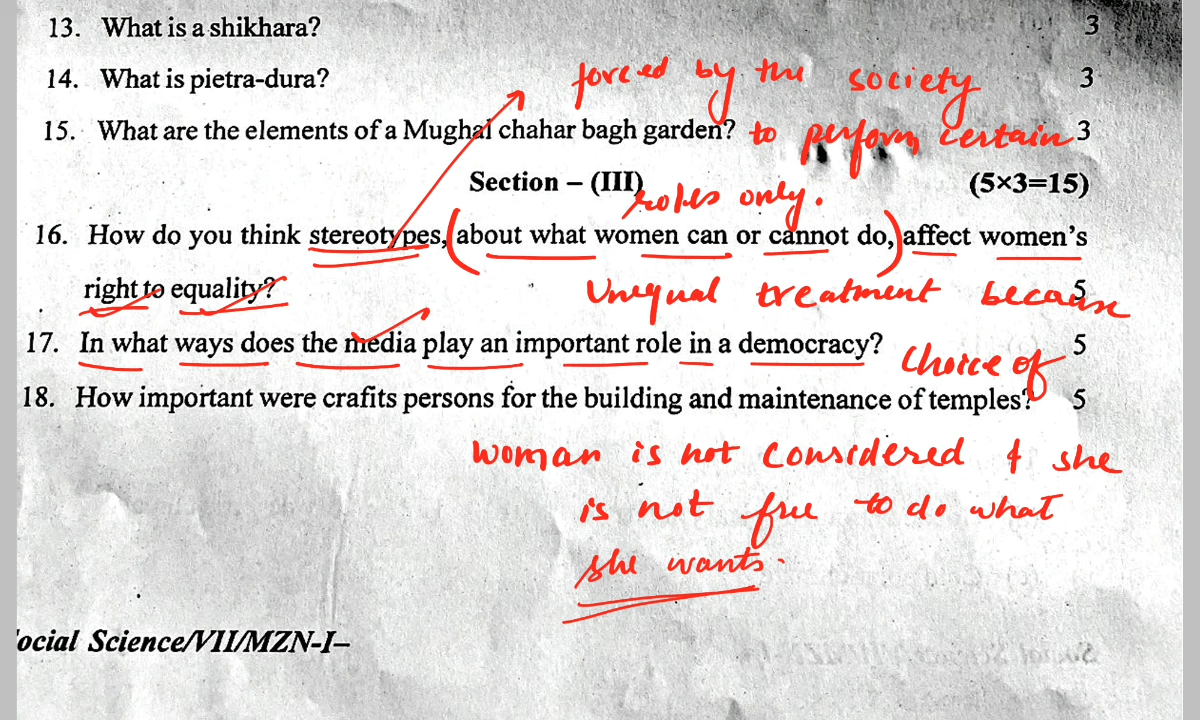 13. What is a shikhara? 3
14. What is pietra-dura? 3
forced by the society
15. What are the elements of a Mughal chahar bagh garden? 3
to perform certain
Section – (III) (5×3=15)
roles only.
16. How do you think stereotypes, (about what women can or cannot do,) affect women's
right to equality? 5
Unequal treatment because
17. In what ways does the media play an important role in a democracy? 5
Choice of
18. How important were crafits persons for the building and maintenance of temples? 5
woman is not considered & she
is not free to do what
she wants.
ocial Science/VII/MZN-I–